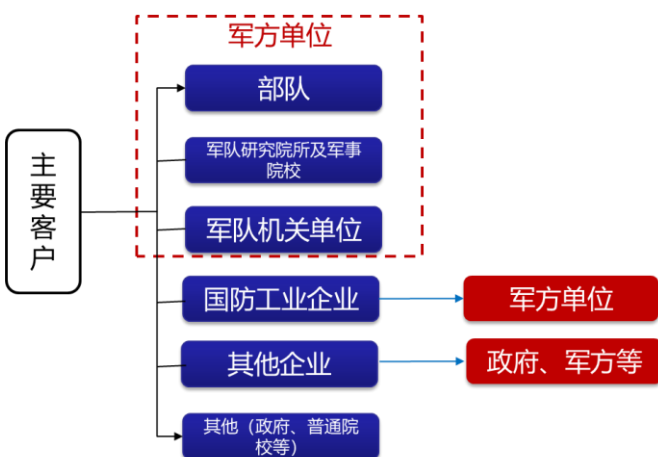 军方单位
部队
军队研究院所及军事
院校
军队机关单位
主要客户
国防工业企业
军方单位
其他企业
政府、军方等
其他（政府、普通院
校等）